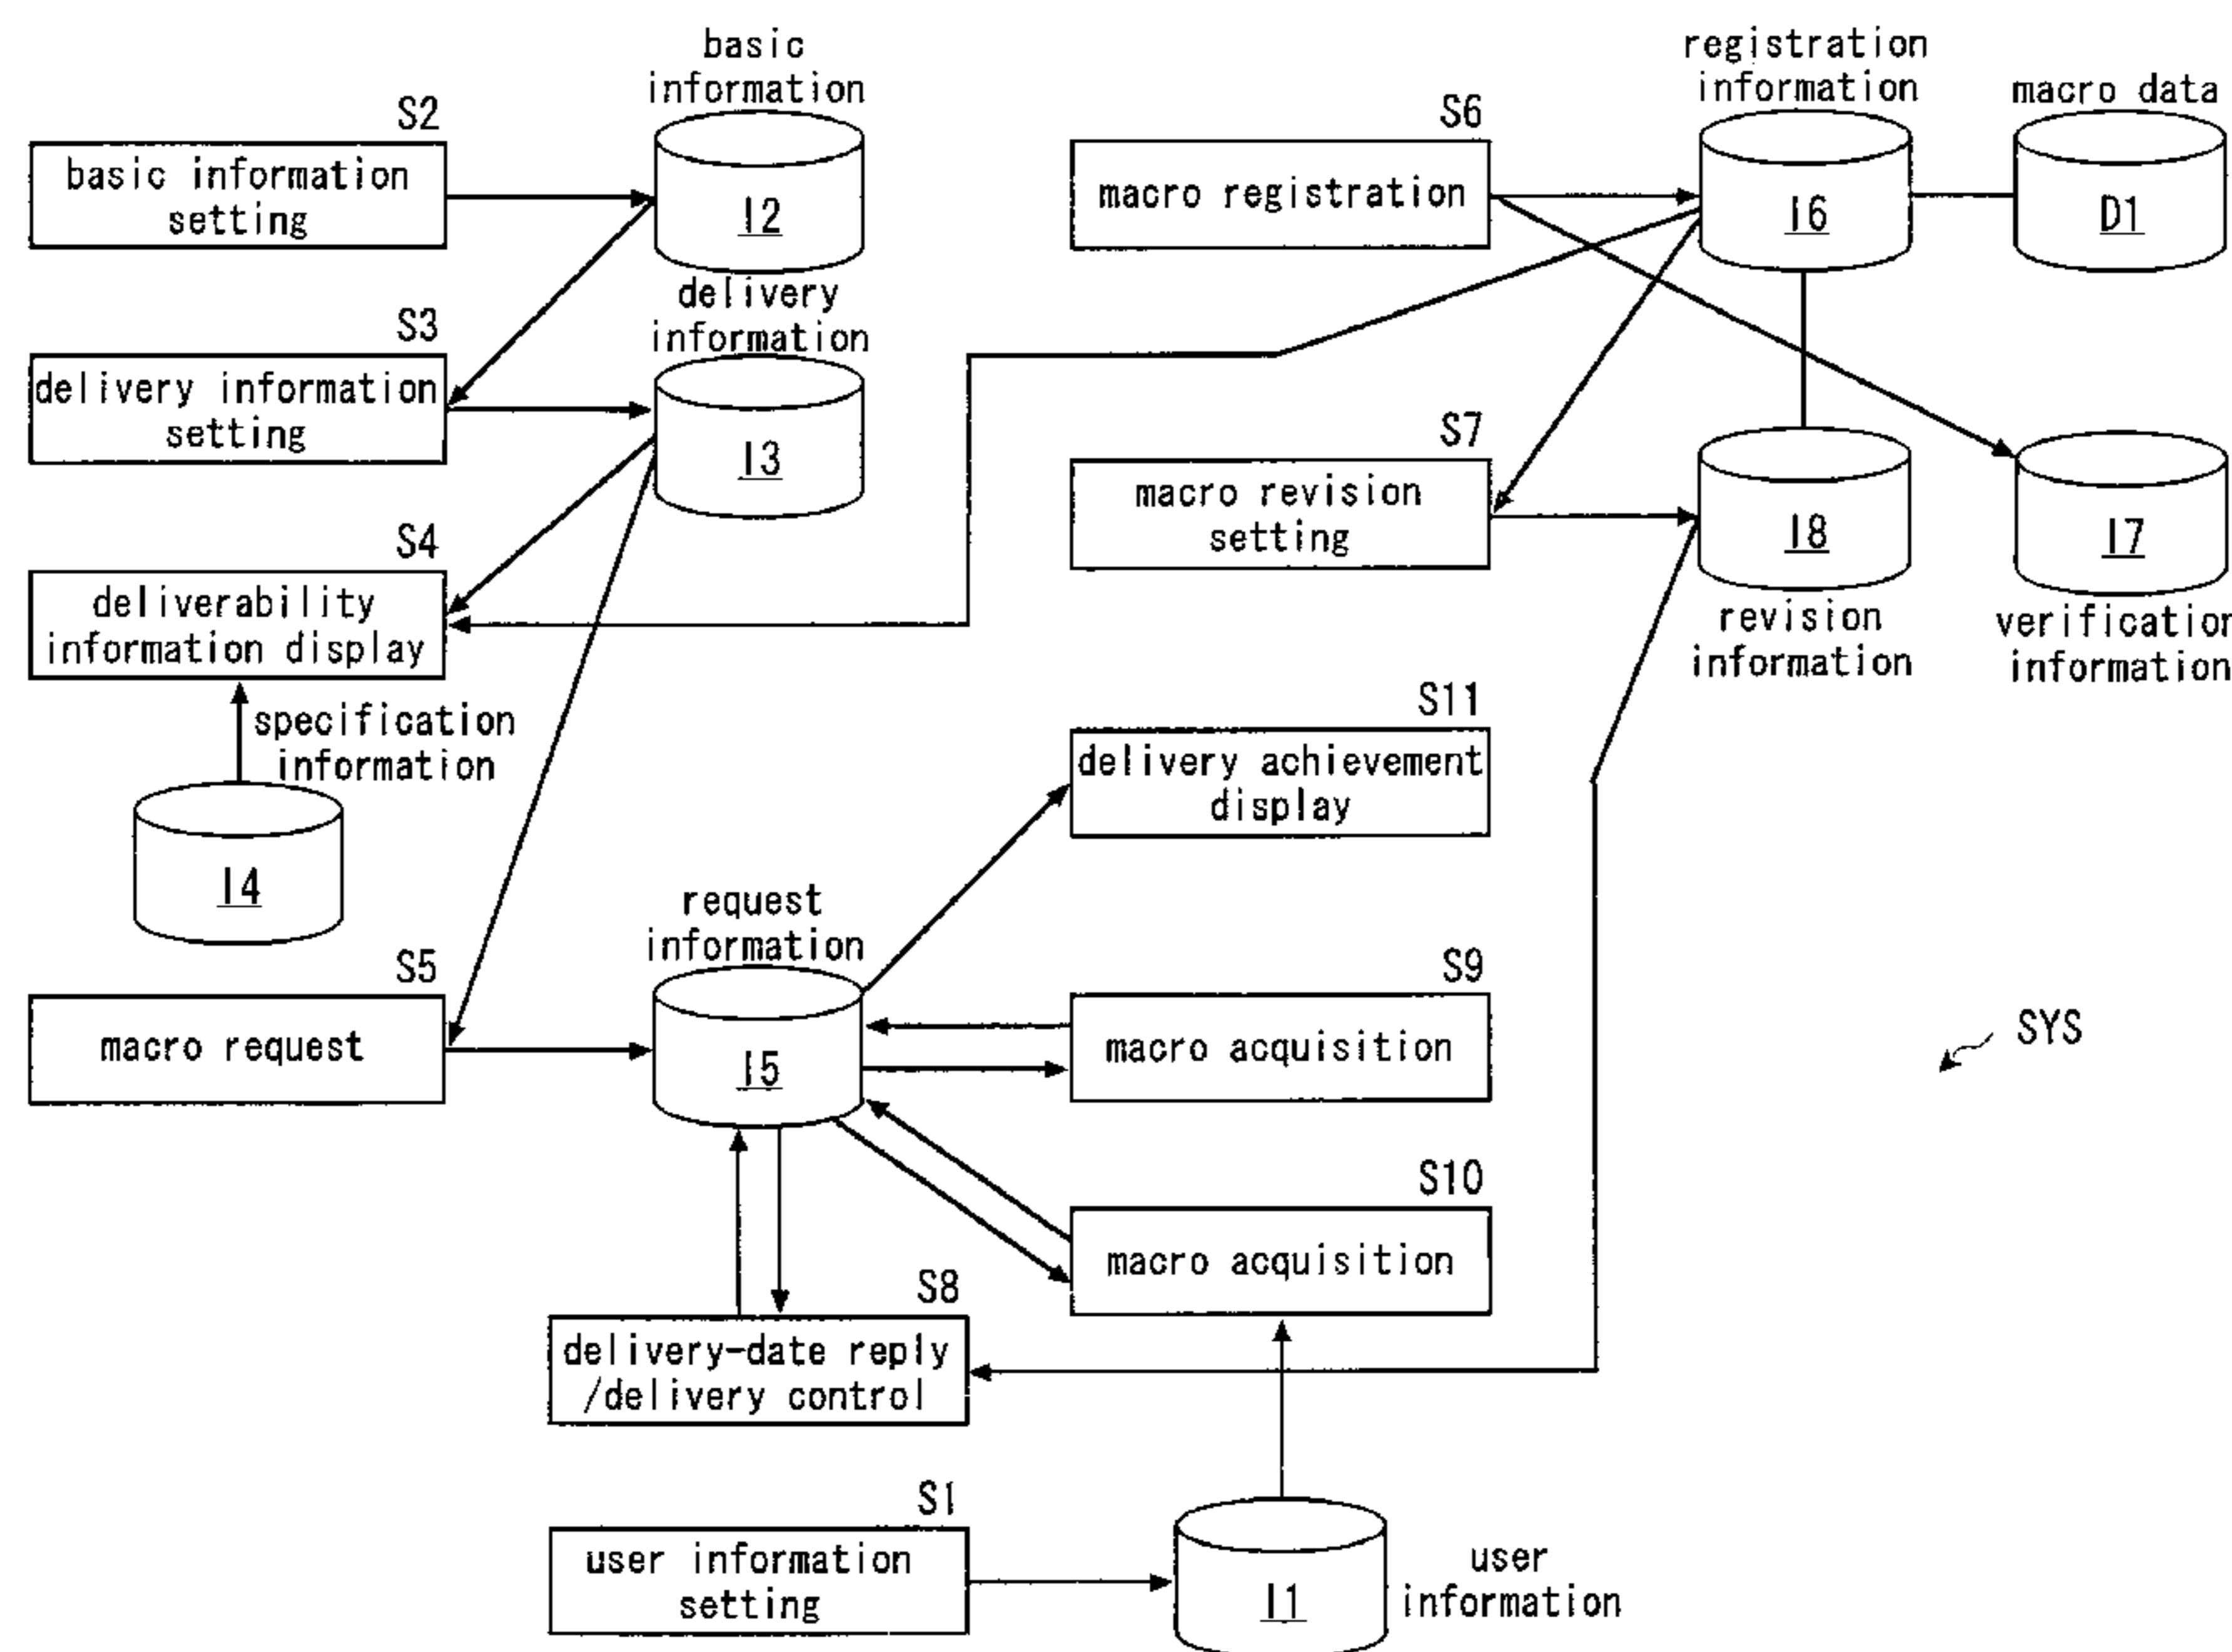 basic
information
S2
basic information
setting
I2
delivery
information
S3
delivery information
setting
I3
S4
deliverability
information display
specification
information
I4
S5
macro request
request
information
I5
registration
information
macro data
S6
macro registration
I6
D1
S7
macro revision
setting
I8
I7
revision
information
verification
information
S11
delivery achievement
display
S9
macro acquisition
SYS
S10
macro acquisition
S8
delivery-date reply
/delivery control
S1
user information
setting
I1
user
information